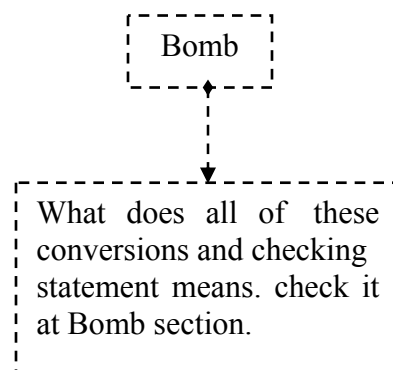 Bomb
What does all of these
conversions and checking
statement means. check it
at Bomb section.